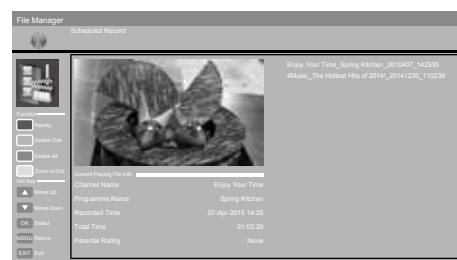 File Manager
Scheduled Record
Enjoy Your Time_Spring Kitchen_2010407_142535
4Music_The Hottest Hits of 2014!_20141230_110238
Function
Replay
Delete One
Delete All
Zoom In/Out
Hot Key
Move Up
Move Down
OK Select
MENU Return
EXIT Exit
Current Playing File Info
Channel Name Enjoy Your Time
Programme Name Spring Kitchen
Recorded Time 07-Apr-2015 14:25
Total Time 01:03:20
Parental Rating None